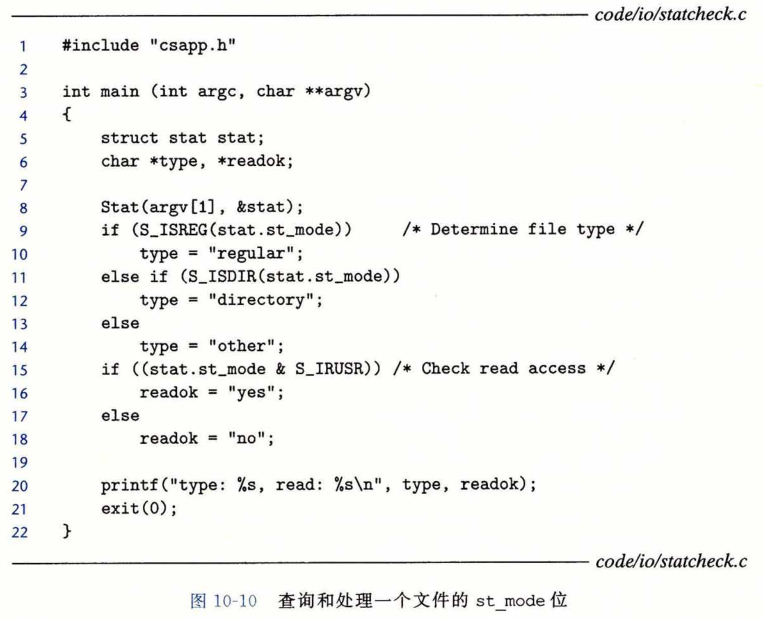 code/io/statcheck.c
1 #include "csapp.h"
2
3 int main (int argc, char **argv)
4 {
5     struct stat stat;
6     char *type, *readok;
7
8     Stat(argv[1], &stat);
9     if (S_ISREG(stat.st_mode))     /* Determine file type */
10         type = "regular";
11     else if (S_ISDIR(stat.st_mode))
12         type = "directory";
13     else
14         type = "other";
15     if ((stat.st_mode & S_IRUSR)) /* Check read access */
16         readok = "yes";
17     else
18         readok = "no";
19
20     printf("type: %s, read: %s\n", type, readok);
21     exit(0);
22 }
code/io/statcheck.c
图 10-10 查询和处理一个文件的 st_mode 位